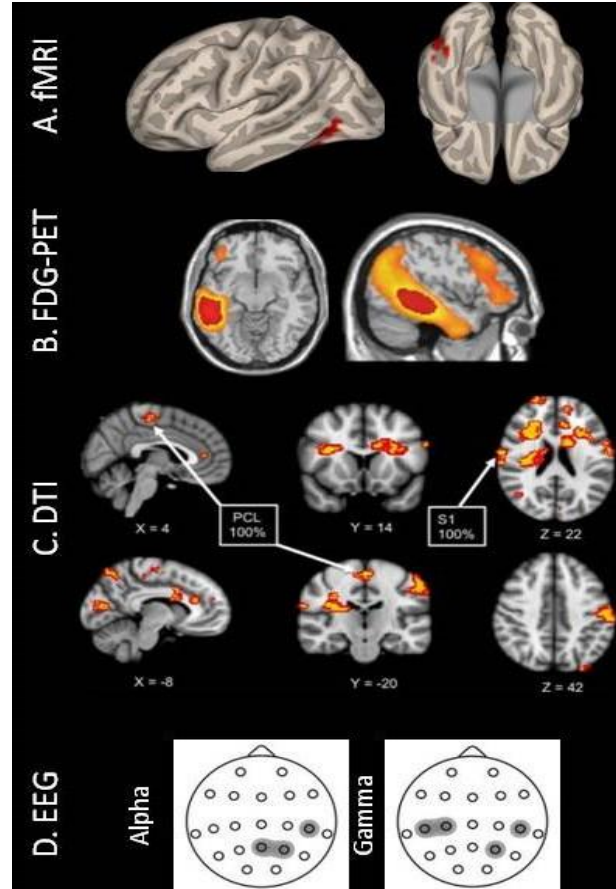 A. fMRI
B. FDG-PET
C. DTI
X = 4
Y = 14
Z = 22
PCL
100%
S1
100%
X = -8
Y = -20
Z = 42
D. EEG
Alpha
Gamma